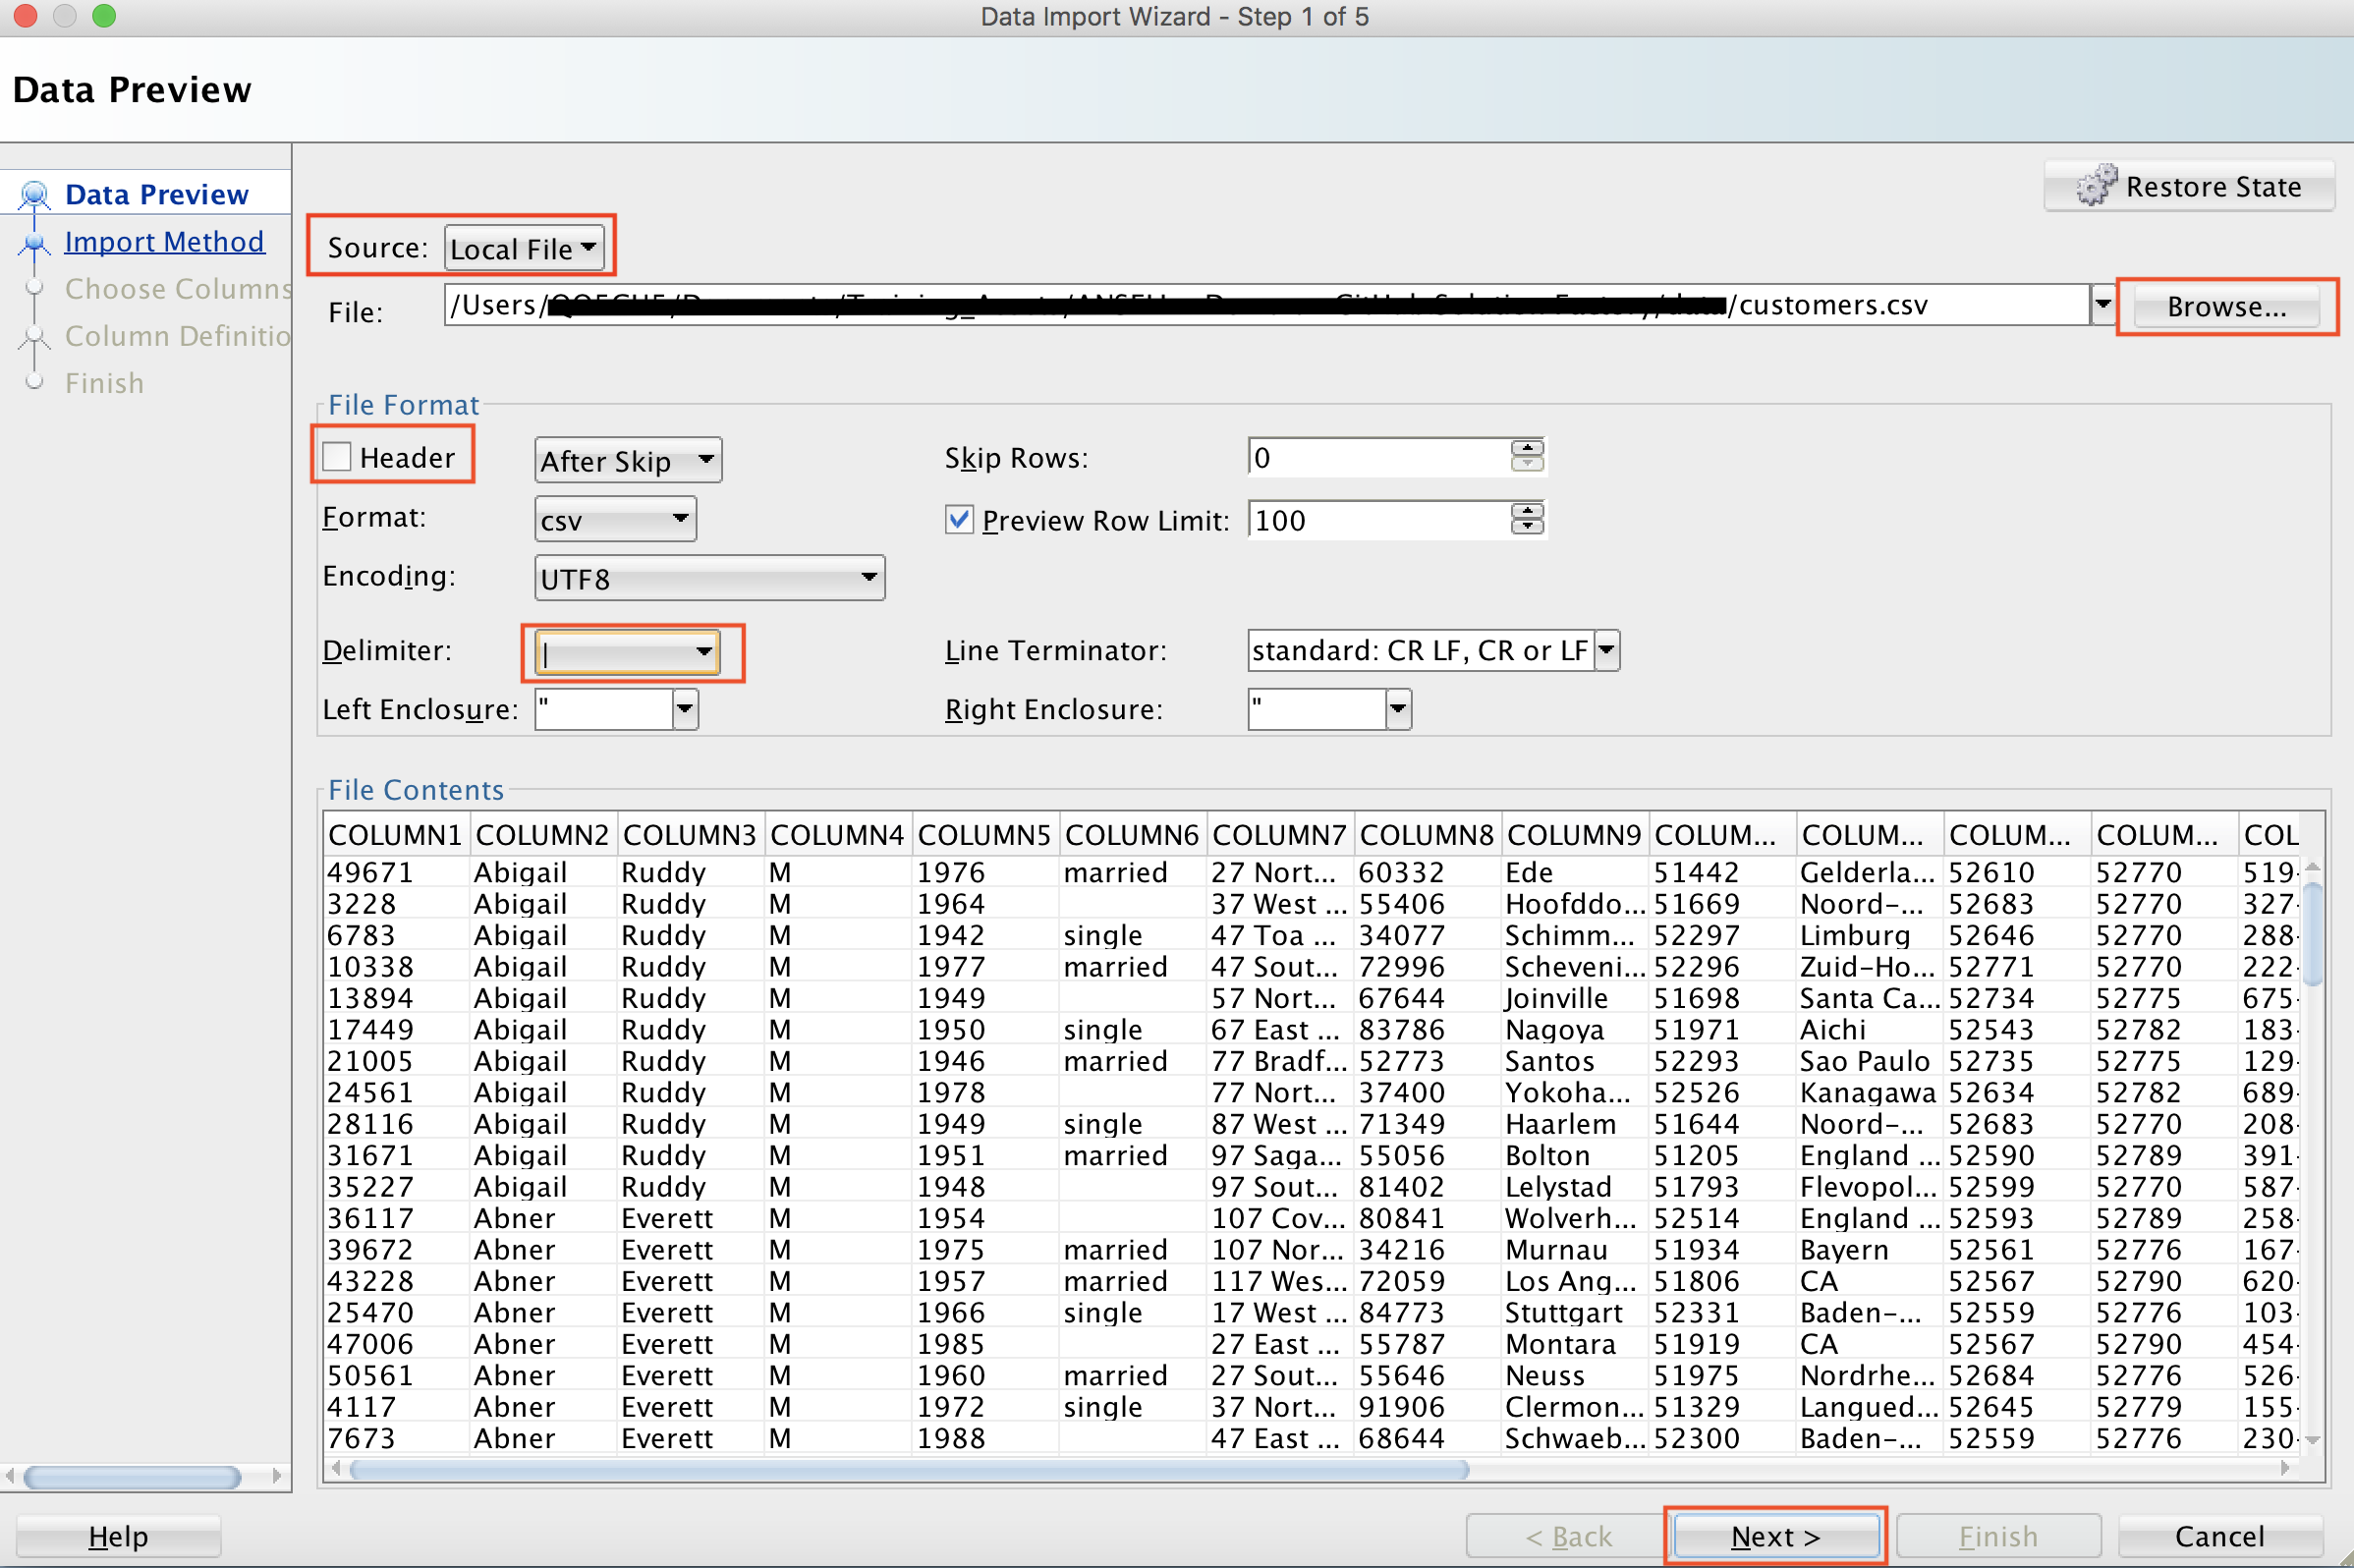 Data Import Wizard - Step 1 of 5
Data Preview
Data Preview
Import Method
Choose Columns
Column Definitio
Finish
Restore State
Source: Local File
File: /Users/ /customers.csv Browse...
File Format
Header After Skip Skip Rows: 0
Format: csv Preview Row Limit: 100
Encoding: UTF8
Delimiter: | Line Terminator: standard: CR LF, CR or LF
Left Enclosure: " Right Enclosure: "
File Contents
COLUMN1 COLUMN2 COLUMN3 COLUMN4 COLUMN5 COLUMN6 COLUMN7 COLUMN8 COLUMN9 COLUM... COLUM... COLUM... COLUM... COL
49671 Abigail Ruddy M 1976 married 27 Nort... 60332 Ede 51442 Gelderla... 52610 52770 519-
3228 Abigail Ruddy M 1964 37 West ... 55406 Hoofddo... 51669 Noord-... 52683 52770 327-
6783 Abigail Ruddy M 1942 single 47 Toa ... 34077 Schimm... 52297 Limburg 52646 52770 288-
10338 Abigail Ruddy M 1977 married 47 Sout... 72996 Scheveni... 52296 Zuid-Ho... 52771 52770 222-
13894 Abigail Ruddy M 1949 57 Nort... 67644 Joinville 51698 Santa Ca... 52734 52775 675-
17449 Abigail Ruddy M 1950 single 67 East ... 83786 Nagoya 51971 Aichi 52543 52782 183-
21005 Abigail Ruddy M 1946 married 77 Bradf... 52773 Santos 52293 Sao Paulo 52735 52775 129-
24561 Abigail Ruddy M 1978 77 Nort... 37400 Yokoha... 52526 Kanagawa 52634 52782 689-
28116 Abigail Ruddy M 1949 single 87 West ... 71349 Haarlem 51644 Noord-... 52683 52770 208-
31671 Abigail Ruddy M 1951 married 97 Saga... 55056 Bolton 51205 England ... 52590 52789 391-
35227 Abigail Ruddy M 1948 97 Sout... 81402 Lelystad 51793 Flevopol... 52599 52770 587-
36117 Abner Everett M 1954 107 Cov... 80841 Wolverh... 52514 England ... 52593 52789 258-
39672 Abner Everett M 1975 married 107 Nor... 34216 Murnau 51934 Bayern 52561 52776 167-
43228 Abner Everett M 1957 married 117 Wes... 72059 Los Ang... 51806 CA 52567 52790 620-
25470 Abner Everett M 1966 single 17 West ... 84773 Stuttgart 52331 Baden-... 52559 52776 103-
47006 Abner Everett M 1985 27 East ... 55787 Montara 51919 CA 52567 52790 454-
50561 Abner Everett M 1960 married 27 Sout... 55646 Neuss 51975 Nordrhe... 52684 52776 526-
4117 Abner Everett M 1972 single 37 Nort... 91906 Clermon... 51329 Langued... 52645 52779 155-
7673 Abner Everett M 1988 47 East ... 68644 Schwaeb... 52300 Baden-... 52559 52776 230-
Help < Back Next > Finish Cancel